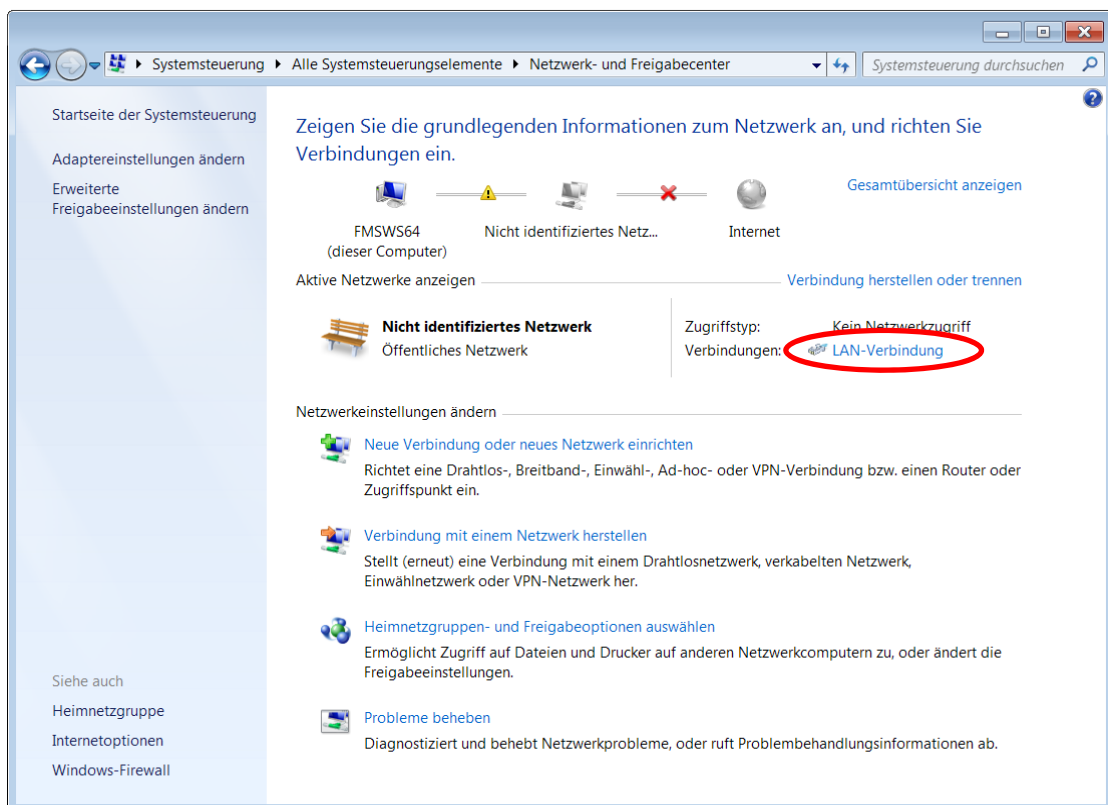 Systemsteuerung Alle Systemsteuerungselemente Netzwerk- und Freigabecenter
Systemsteuerung durchsuchen
Startseite der Systemsteuerung
Adaptereinstellungen ändern
Erweiterte
Freigabeeinstellungen ändern
Zeigen Sie die grundlegenden Informationen zum Netzwerk an, und richten Sie
Verbindungen ein.
Gesamtübersicht anzeigen
FMSWS64
(dieser Computer)
Nicht identifiziertes Netz...
Internet
Aktive Netzwerke anzeigen
Verbindung herstellen oder trennen
Nicht identifiziertes Netzwerk
Öffentliches Netzwerk
Zugriffstyp: Kein Netzwerkzugriff
Verbindungen: LAN-Verbindung
Netzwerkeinstellungen ändern
Neue Verbindung oder neues Netzwerk einrichten
Richtet eine Drahtlos-, Breitband-, Einwähl-, Ad-hoc- oder VPN-Verbindung bzw. einen Router oder
Zugriffspunkt ein.
Verbindung mit einem Netzwerk herstellen
Stellt (erneut) eine Verbindung mit einem Drahtlosnetzwerk, verkabelten Netzwerk,
Einwählnetzwerk oder VPN-Netzwerk her.
Heimnetzgruppen- und Freigabeoptionen auswählen
Ermöglicht Zugriff auf Dateien und Drucker auf anderen Netzwerkcomputern zu, oder ändert die
Freigabeeinstellungen.
Probleme beheben
Diagnostiziert und behebt Netzwerkprobleme, oder ruft Problembehandlungsinformationen ab.
Siehe auch
Heimnetzgruppe
Internetoptionen
Windows-Firewall